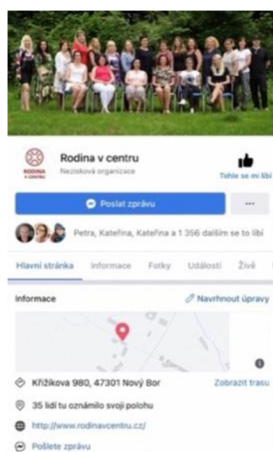 RODINA
V CENTRU
Rodina v centru
Nezisková organizace
Tohle se mi líbí
Poslat zprávu
Petra, Kateřina, Kateřina a 1 356 dalším se to líbí
Hlavní stránka Informace Fotky Události Živě
Informace
Navrhnout úpravy
Křižíkova 980, 47301 Nový Bor
Zobrazit trasu
35 lidí tu oznámilo svoji polohu
http://www.rodinavcentru.cz/
Pošlete zprávu